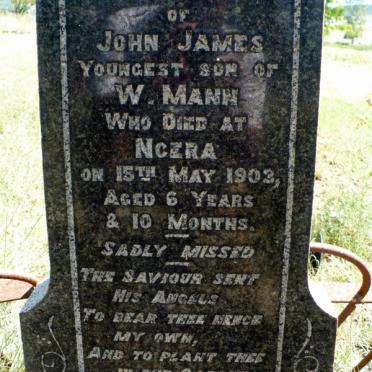 OF
JOHN JAMES
YOUNGEST SON OF
W. MANN
WHO DIED AT
NCERA
ON 15TH MAY 1903,
AGED 6 YEARS
& 10 MONTHS.
SADLY MISSED
THE SAVIOUR SENT
HIS ANGELS
TO BEAR THEE HENCE
MY OWN,
AND TO PLANT THEE